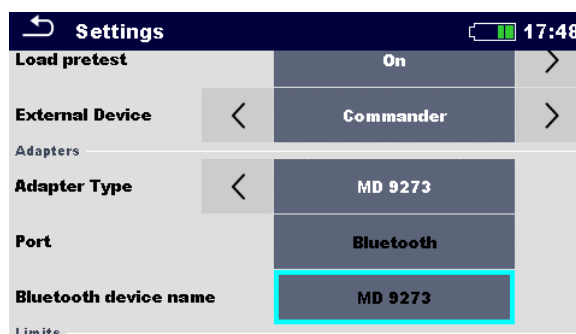 Settings 17:48
Load pretest On
External Device Commander
Adapters
Adapter Type MD 9273
Port Bluetooth
Bluetooth device name MD 9273
Limits